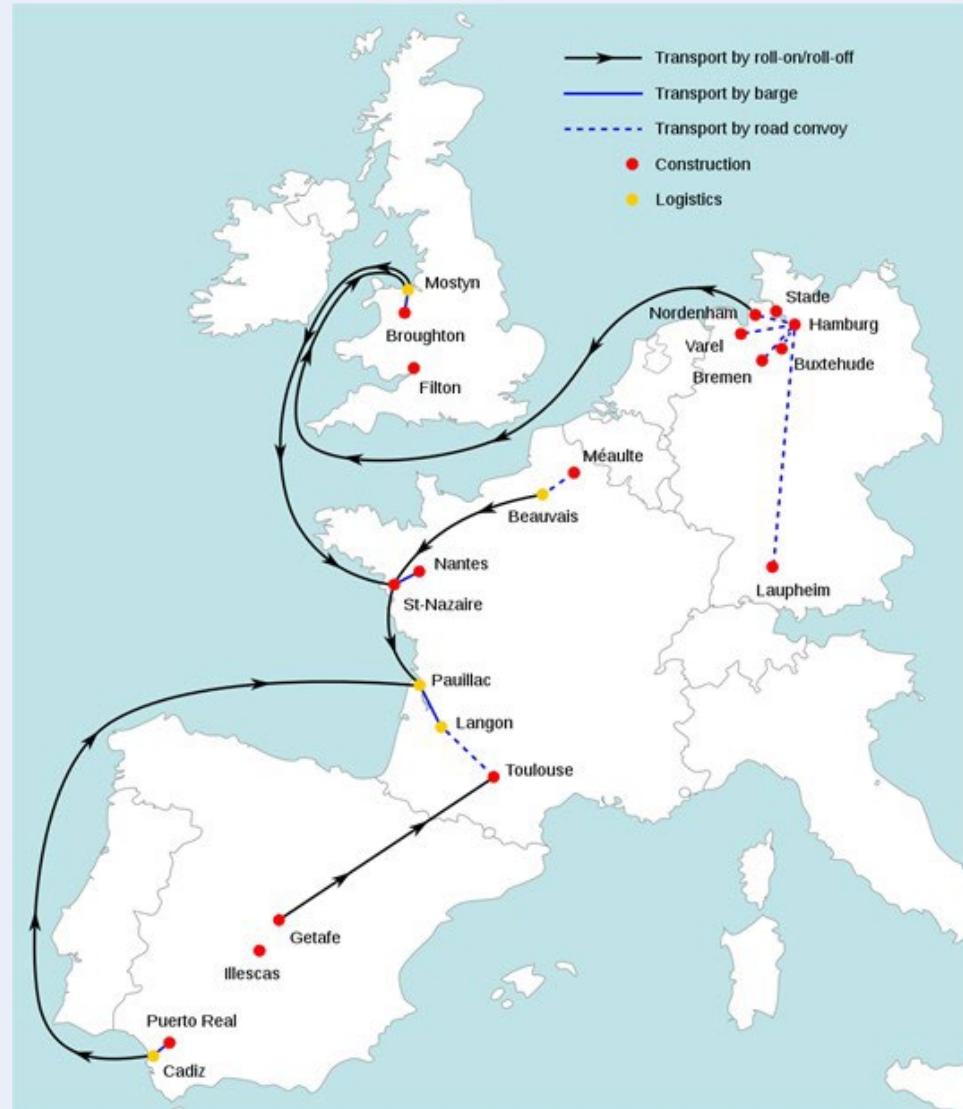 Transport by roll-on/roll-off
Transport by barge
Transport by road convoy
Construction
Logistics
Mostyn
Broughton
Filton
Stade
Nordenham
Hamburg
Varel
Buxtehude
Bremen
Méaulte
Beauvais
Nantes
Laupheim
St-Nazaire
Pauillac
Langon
Toulouse
Getafe
Illescas
Puerto Real
Cadiz